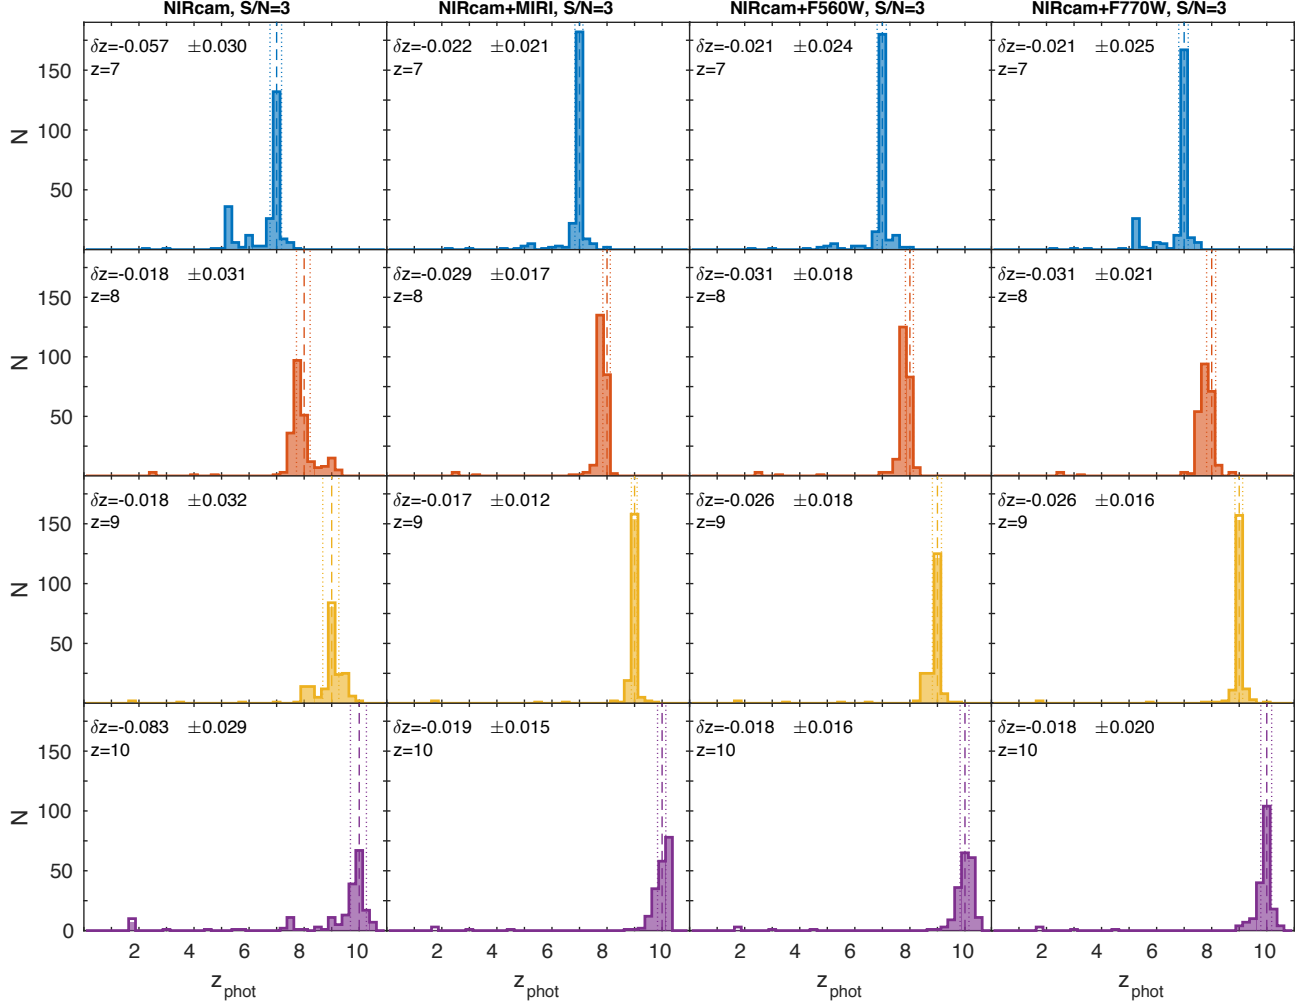 NIRcam, S/N=3 NIRcam+MIRI, S/N=3 NIRcam+F560W, S/N=3 NIRcam+F770W, S/N=3
δz=-0.057 ±0.030 δz=-0.022 ±0.021 δz=-0.021 ±0.024 δz=-0.021 ±0.025
z=7 z=7 z=7 z=7
150
100
N
50
δz=-0.018 ±0.031 δz=-0.029 ±0.017 δz=-0.031 ±0.018 δz=-0.031 ±0.021
z=8 z=8 z=8 z=8
150
100
N
50
δz=-0.018 ±0.032 δz=-0.017 ±0.012 δz=-0.026 ±0.018 δz=-0.026 ±0.016
z=9 z=9 z=9 z=9
150
100
N
50
δz=-0.083 ±0.029 δz=-0.019 ±0.015 δz=-0.018 ±0.016 δz=-0.018 ±0.020
z=10 z=10 z=10 z=10
150
100
N
50
0
2 4 6 8 10 2 4 6 8 10 2 4 6 8 10 2 4 6 8 10
z_phot z_phot z_phot z_phot